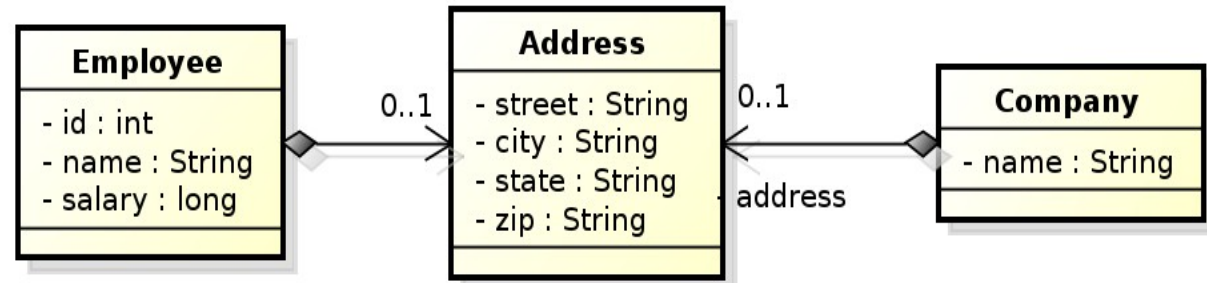 Employee
- id : int
- name : String
- salary : long
0..1
Address
- street : String
- city : String
- state : String
- zip : String
0..1
- address
Company
- name : String